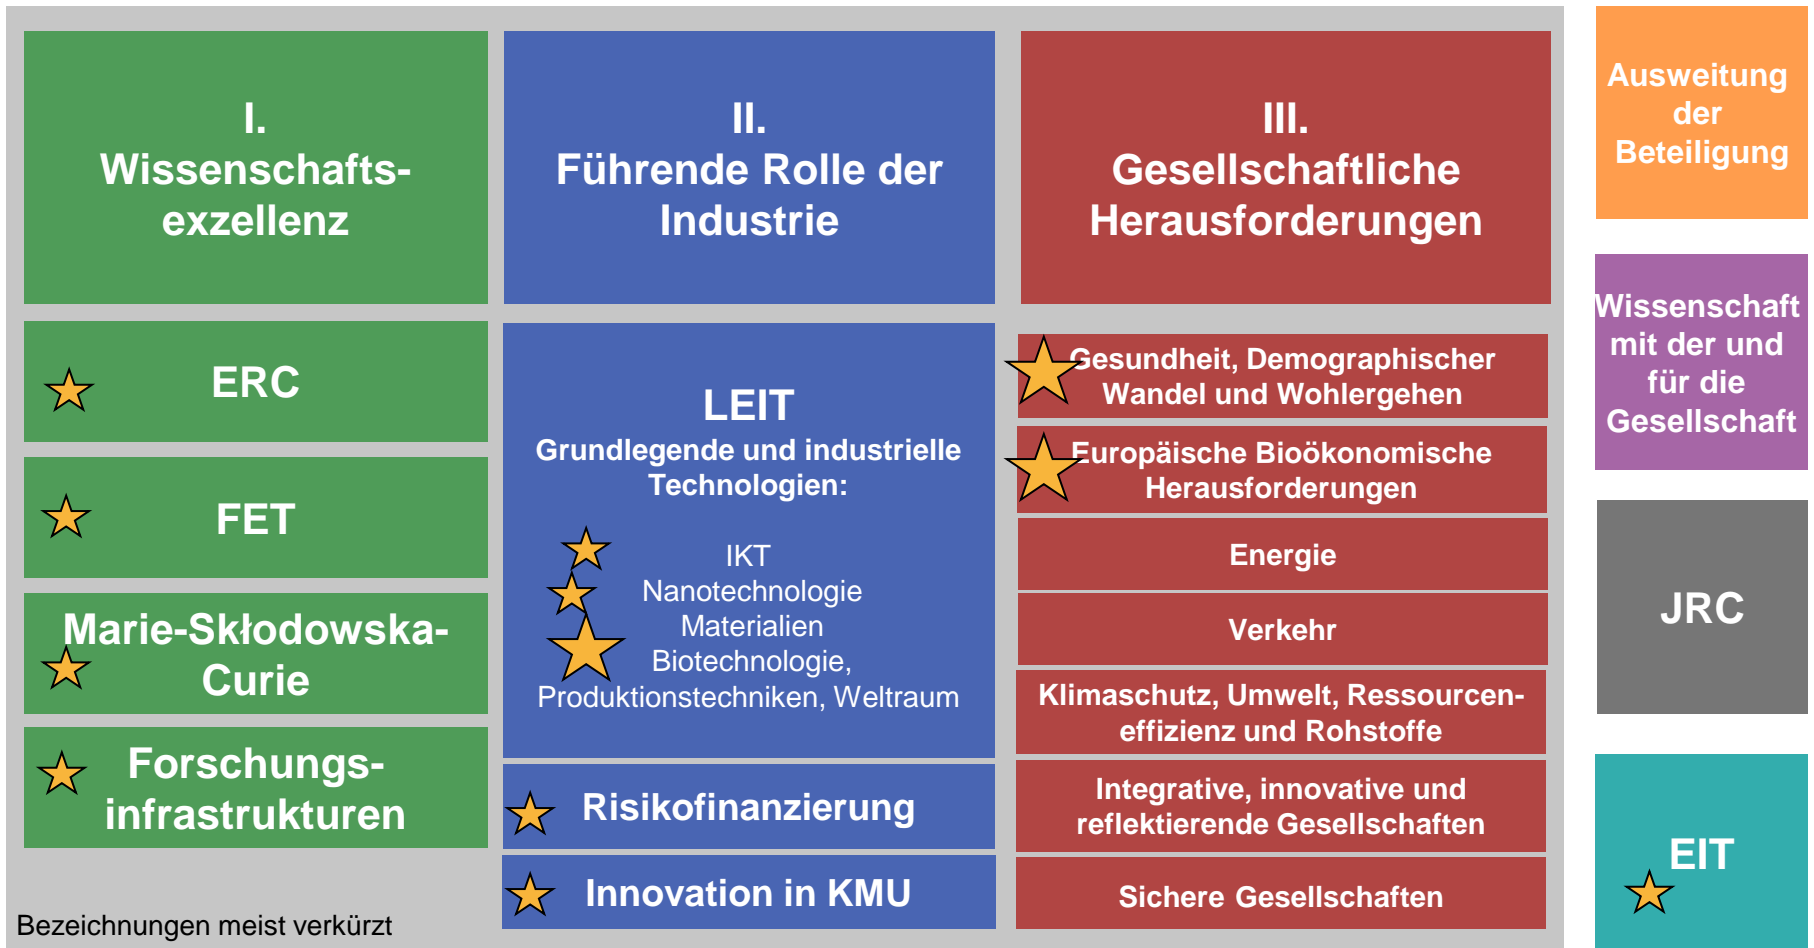 I.
Wissenschafts-
exzellenz
ERC
FET
Marie-Skłodowska-
Curie
Forschungs-
infrastrukturen
Bezeichnungen meist verkürzt
II.
Führende Rolle der
Industrie
LEIT
Grundlegende und industrielle
Technologien:
IKT
Nanotechnologie
Materialien
Biotechnologie,
Produktionstechniken, Weltraum
Risikofinanzierung
Innovation in KMU
III.
Gesellschaftliche
Herausforderungen
Gesundheit, Demographischer
Wandel und Wohlergehen
Europäische Bioökonomische
Herausforderungen
Energie
Verkehr
Klimaschutz, Umwelt, Ressourcen-
effizienz und Rohstoffe
Integrative, innovative und
reflektierende Gesellschaften
Sichere Gesellschaften
Ausweitung
der
Beteiligung
Wissenschaft
mit der und
für die
Gesellschaft
JRC
EIT